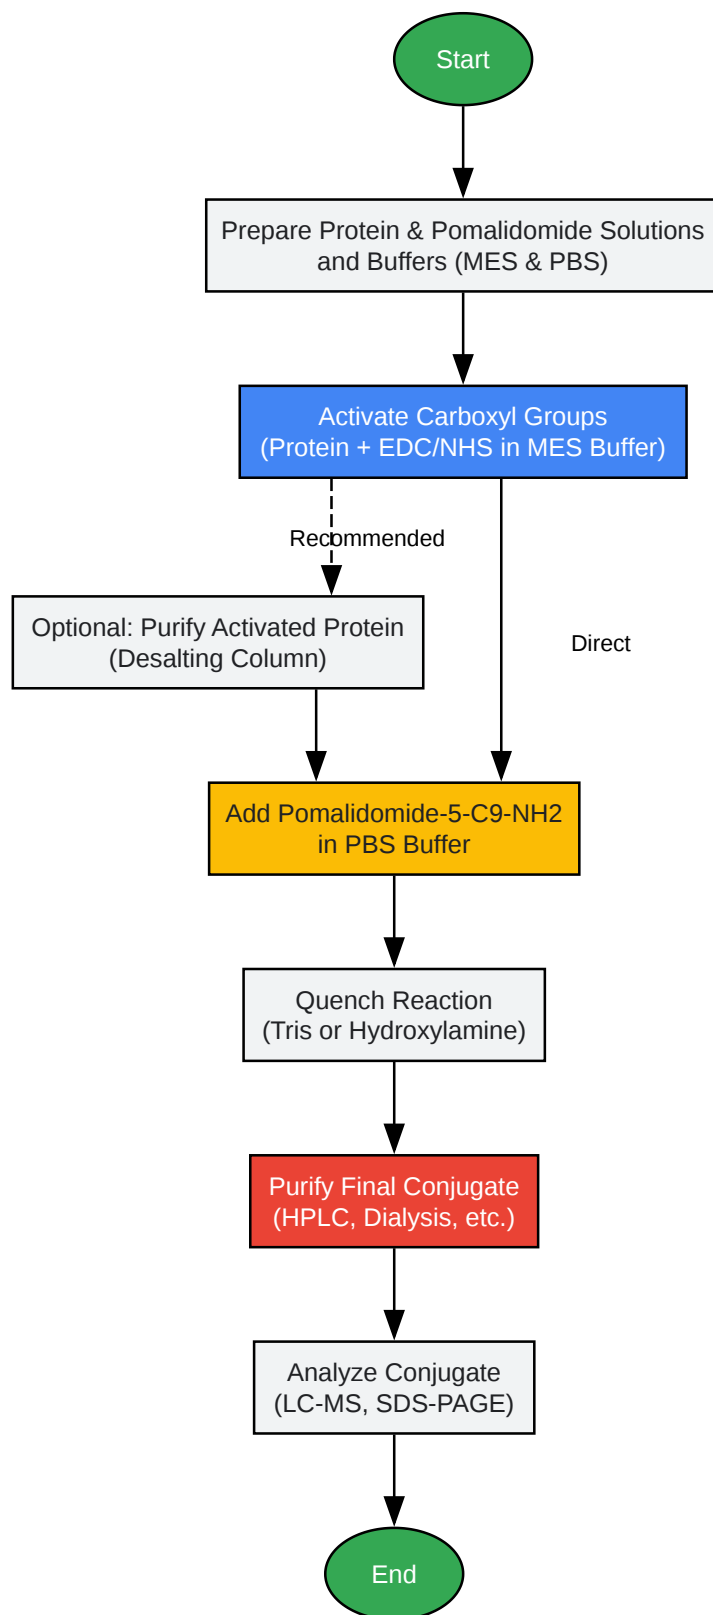 Start
Prepare Protein & Pomalidomide Solutions
and Buffers (MES & PBS)
Activate Carboxyl Groups
(Protein + EDC/NHS in MES Buffer)
Recommended
Optional: Purify Activated Protein
(Desalting Column)
Direct
Add Pomalidomide-5-C9-NH2
in PBS Buffer
Quench Reaction
(Tris or Hydroxylamine)
Purify Final Conjugate
(HPLC, Dialysis, etc.)
Analyze Conjugate
(LC-MS, SDS-PAGE)
End